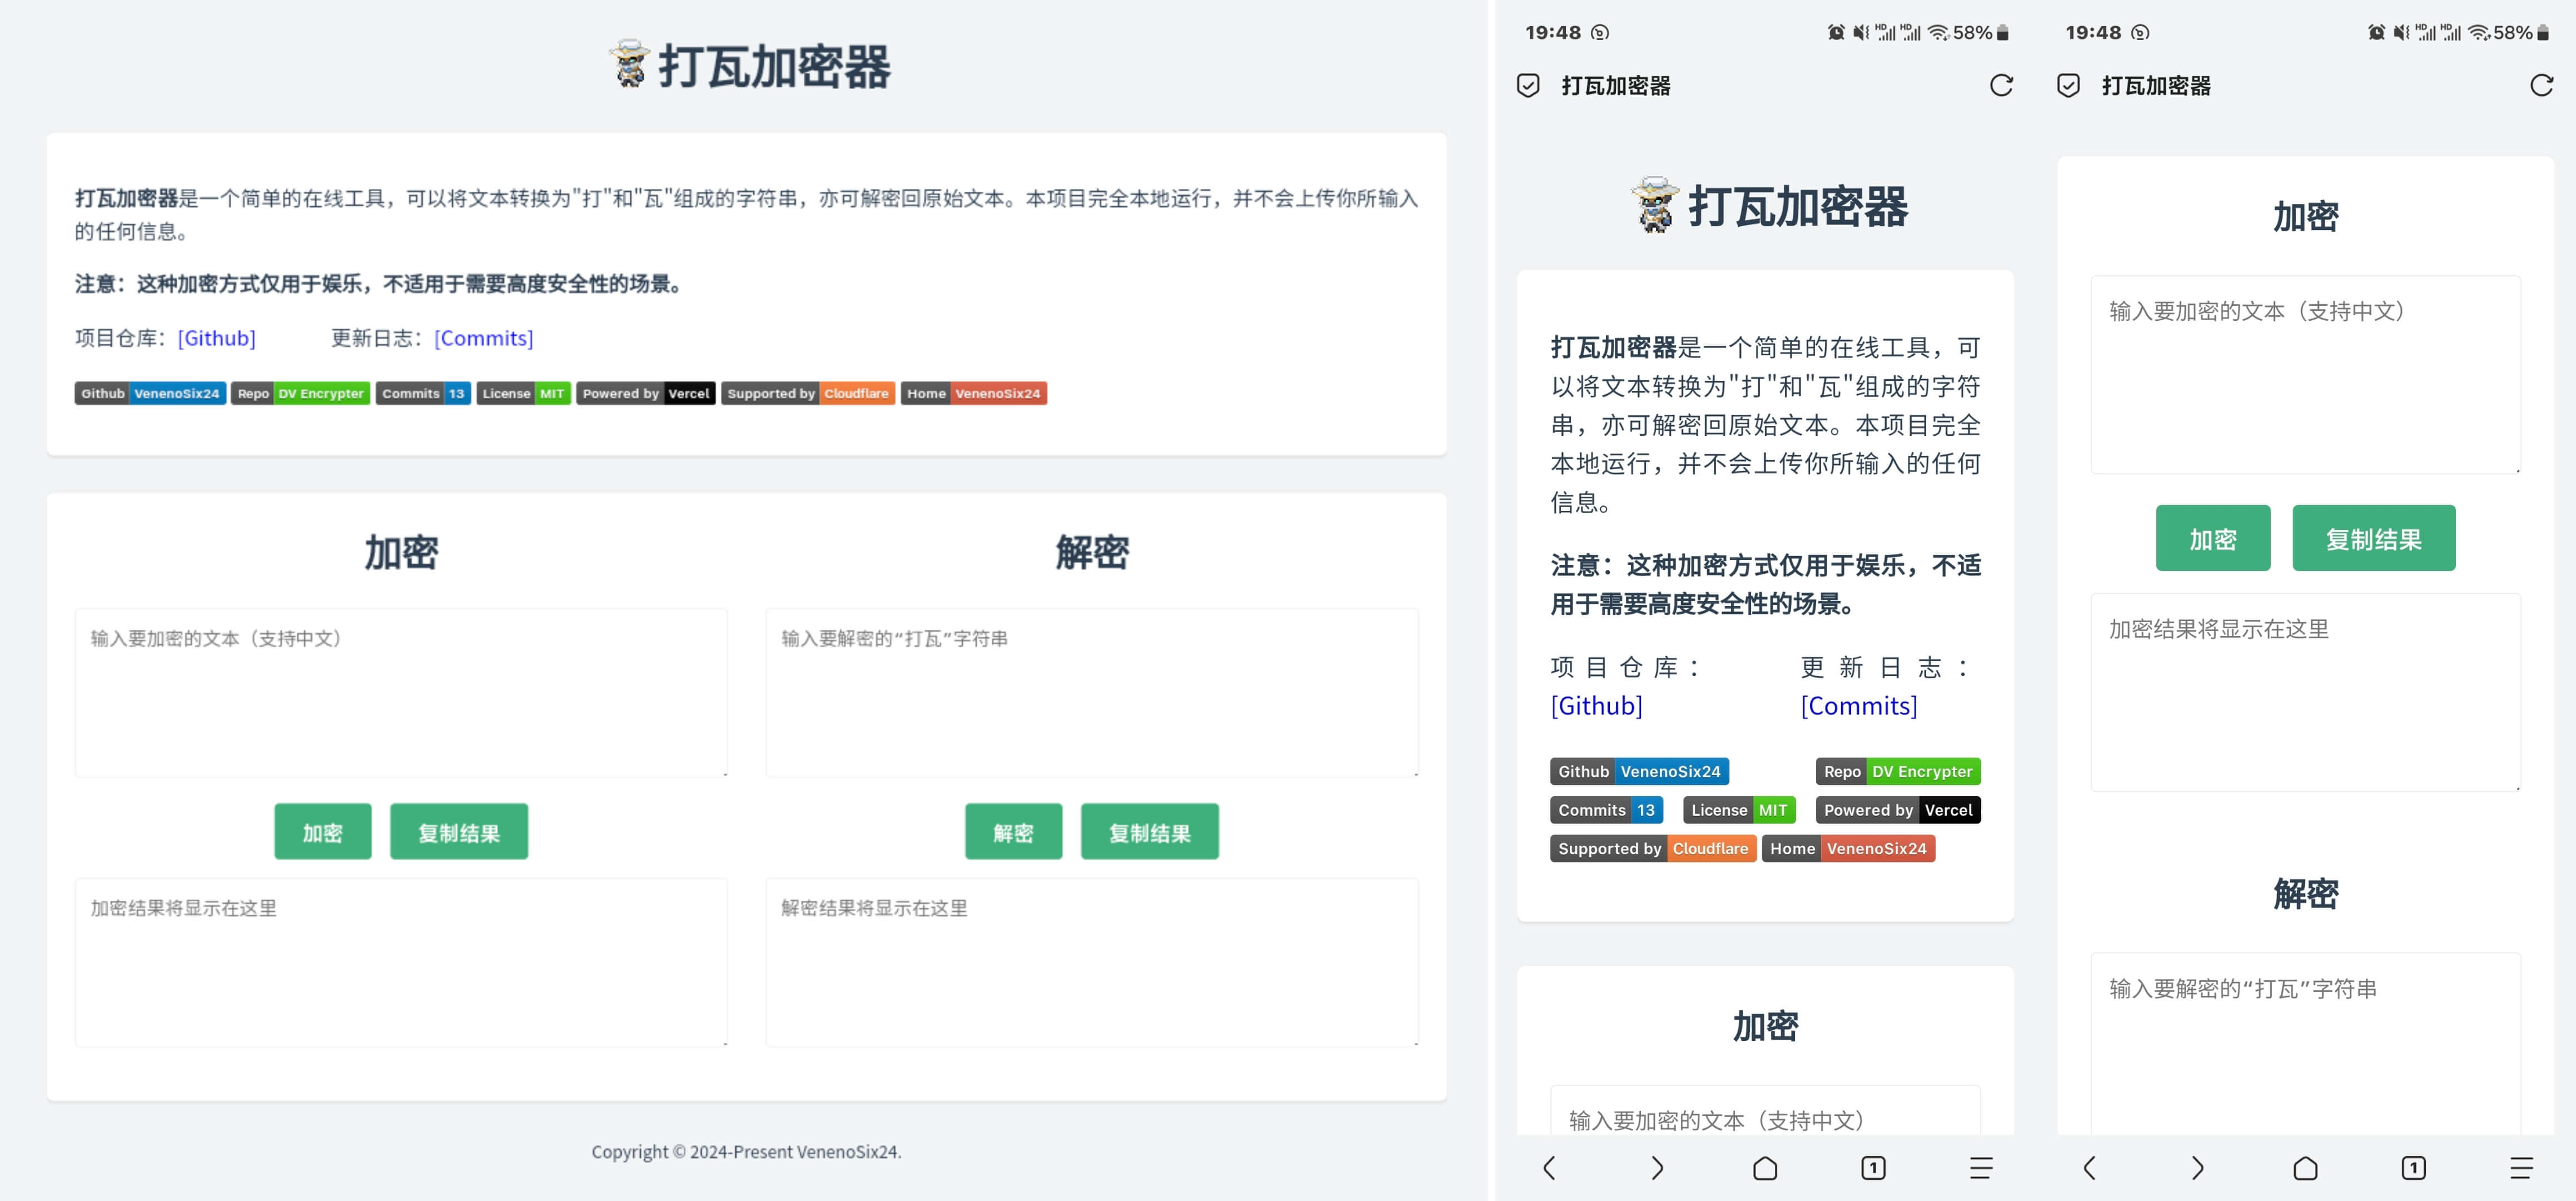 打瓦加密器
打瓦加密器是一个简单的在线工具，可以将文本转换为"打"和"瓦"组成的字符串，亦可解密回原始文本。本项目完全本地运行，并不会上传你所输入
的任何信息。
注意：这种加密方式仅用于娱乐，不适用于需要高度安全性的场景。
项目仓库：[Github] 更新日志：[Commits]
Github VenenoSix24 Repo DV Encrypter Commits 13 License MIT Powered by Vercel Supported by Cloudflare Home VenenoSix24
加密
输入要加密的文本（支持中文）
加密 复制结果
加密结果将显示在这里
解密
输入要解密的“打瓦”字符串
解密 复制结果
解密结果将显示在这里
Copyright © 2024-Present VenenoSix24.
19:48 HD HD 58%
打瓦加密器
打瓦加密器
打瓦加密器是一个简单的在线工具，可
以将文本转换为"打"和"瓦"组成的字符
串，亦可解密回原始文本。本项目完全
本地运行，并不会上传你所输入的任何
信息。
注意：这种加密方式仅用于娱乐，不适
用于需要高度安全性的场景。
项目仓库： 更新日志：
[Github] [Commits]
Github VenenoSix24 Repo DV Encrypter
Commits 13 License MIT Powered by Vercel
Supported by Cloudflare Home VenenoSix24
加密
输入要加密的文本（支持中文）
1
19:48 HD HD 58%
打瓦加密器
加密
输入要加密的文本（支持中文）
加密 复制结果
加密结果将显示在这里
解密
输入要解密的“打瓦”字符串
1